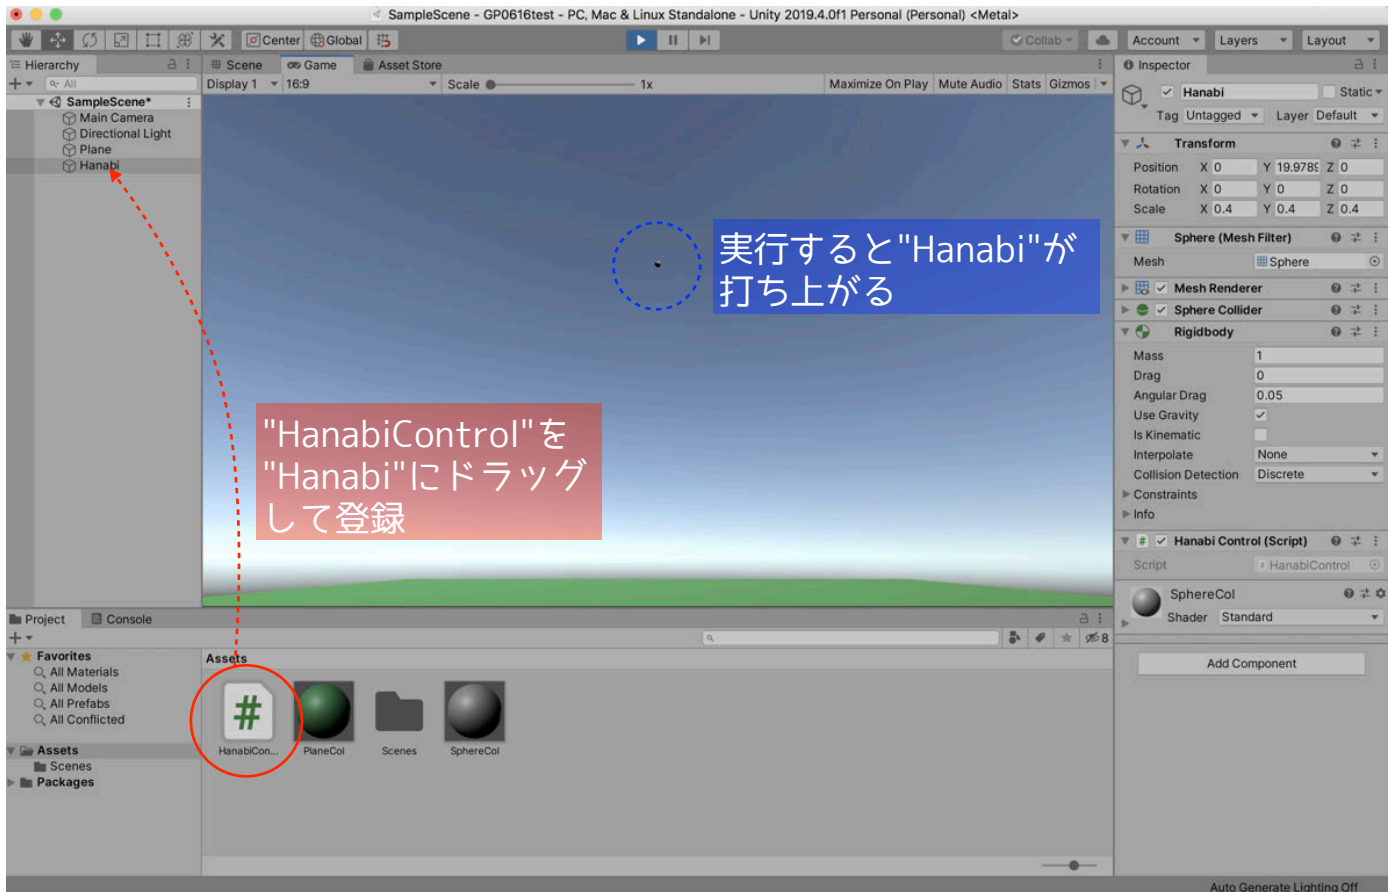 SampleScene - GP0616test - PC, Mac & Linux Standalone - Unity 2019.4.0f1 Personal (Personal) <Metal>
Center Global Collab Account Layers Layout
Hierarchy
All
SampleScene*
Main Camera
Directional Light
Plane
Hanabi
Scene Game Asset Store
Display 1 16:9 Scale 1x Maximize On Play Mute Audio Stats Gizmos
実行すると"Hanabi"が
打ち上がる
"HanabiControl"を
"Hanabi"にドラッグ
して登録
Inspector
Hanabi Static
Tag Untagged Layer Default
Transform
Position X 0 Y 19.9789 Z 0
Rotation X 0 Y 0 Z 0
Scale X 0.4 Y 0.4 Z 0.4
Sphere (Mesh Filter)
Mesh Sphere
Mesh Renderer
Sphere Collider
Rigidbody
Mass 1
Drag 0
Angular Drag 0.05
Use Gravity
Is Kinematic
Interpolate None
Collision Detection Discrete
Constraints
Info
Hanabi Control (Script)
Script # HanabiControl
SphereCol
Shader Standard
Add Component
Project Console
8
Favorites
All Materials
All Models
All Prefabs
All Conflicted
Assets
Scenes
Packages
Assets
#
HanabiCon... PlaneCol Scenes SphereCol
Auto Generate Lighting Off